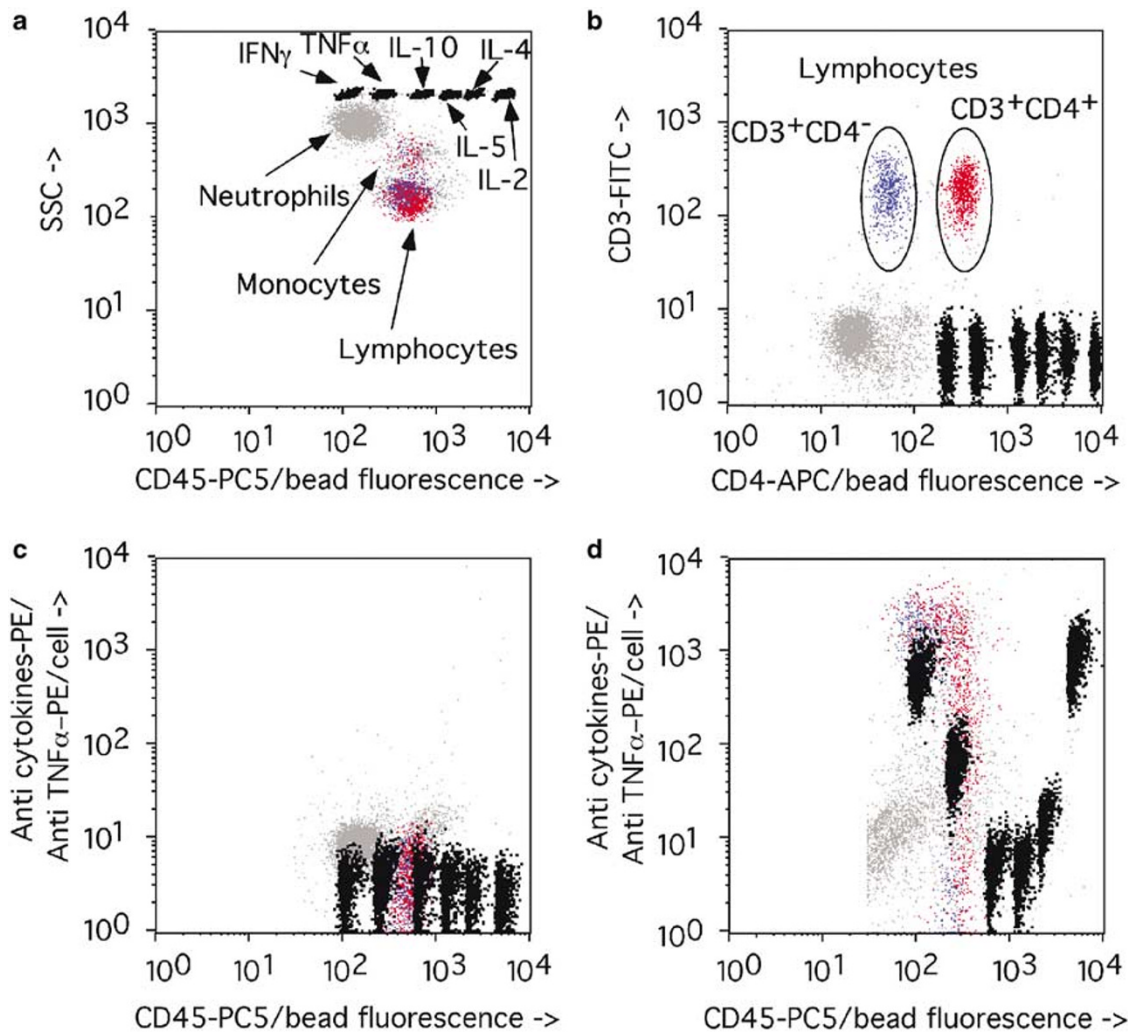 a
SSC ->
10⁴
10³
10²
10¹
10⁰
IFNγ
TNFα
IL-10
IL-4
IL-5
IL-2
Neutrophils
Monocytes
Lymphocytes
10⁰ 10² 10³ 10⁴
CD45-PC5/bead fluorescence ->
b
CD3-FITC ->
10⁴
10³
10²
10¹
10⁰
Lymphocytes
CD3⁺CD4⁻
CD3⁺CD4⁺
10⁰ 10¹ 10² 10³ 10⁴
CD4-APC/bead fluorescence ->
c
Anti cytokines-PE/
Anti TNFα-PE/cell ->
10⁴
10³
10²
10¹
10⁰
10⁰ 10¹ 10² 10³ 10⁴
CD45-PC5/bead fluorescence ->
d
Anti cytokines-PE/
Anti TNFα-PE/cell ->
10⁴
10³
10²
10¹
10⁰
10⁰ 10¹ 10² 10³ 10⁴
CD45-PC5/bead fluorescence ->